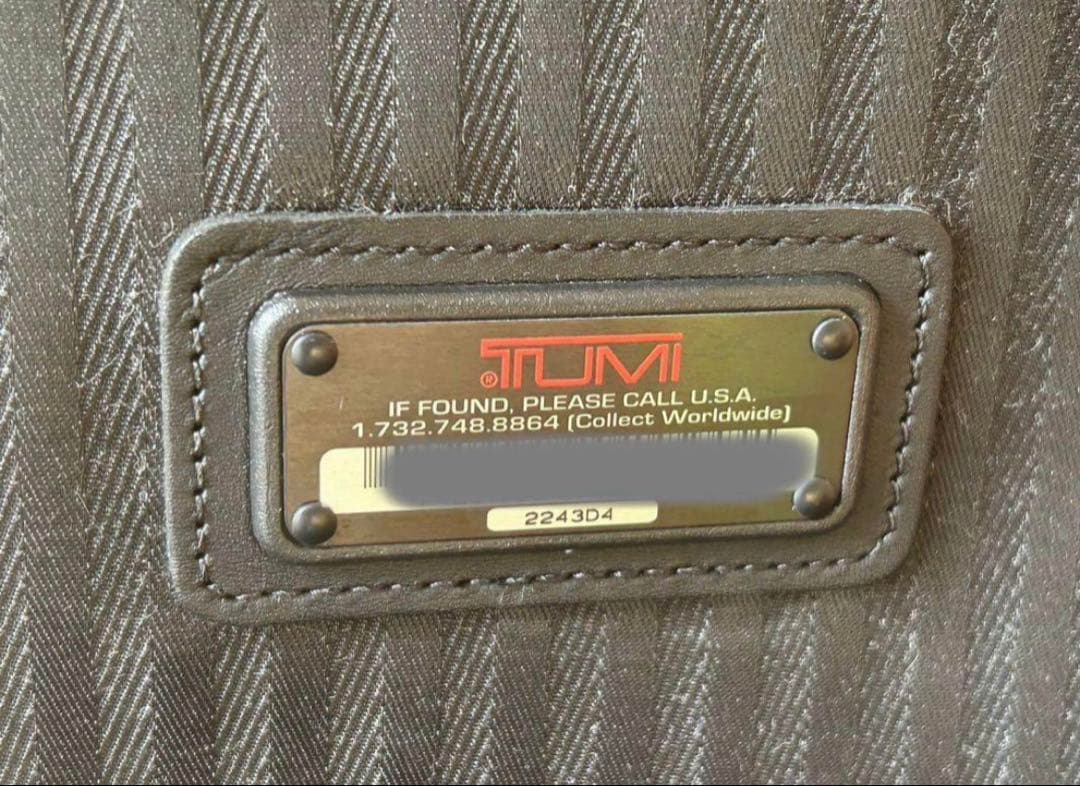 TUMI
®
IF FOUND, PLEASE CALL U.S.A.
1.732.748.8864 (Collect Worldwide)
2243D4